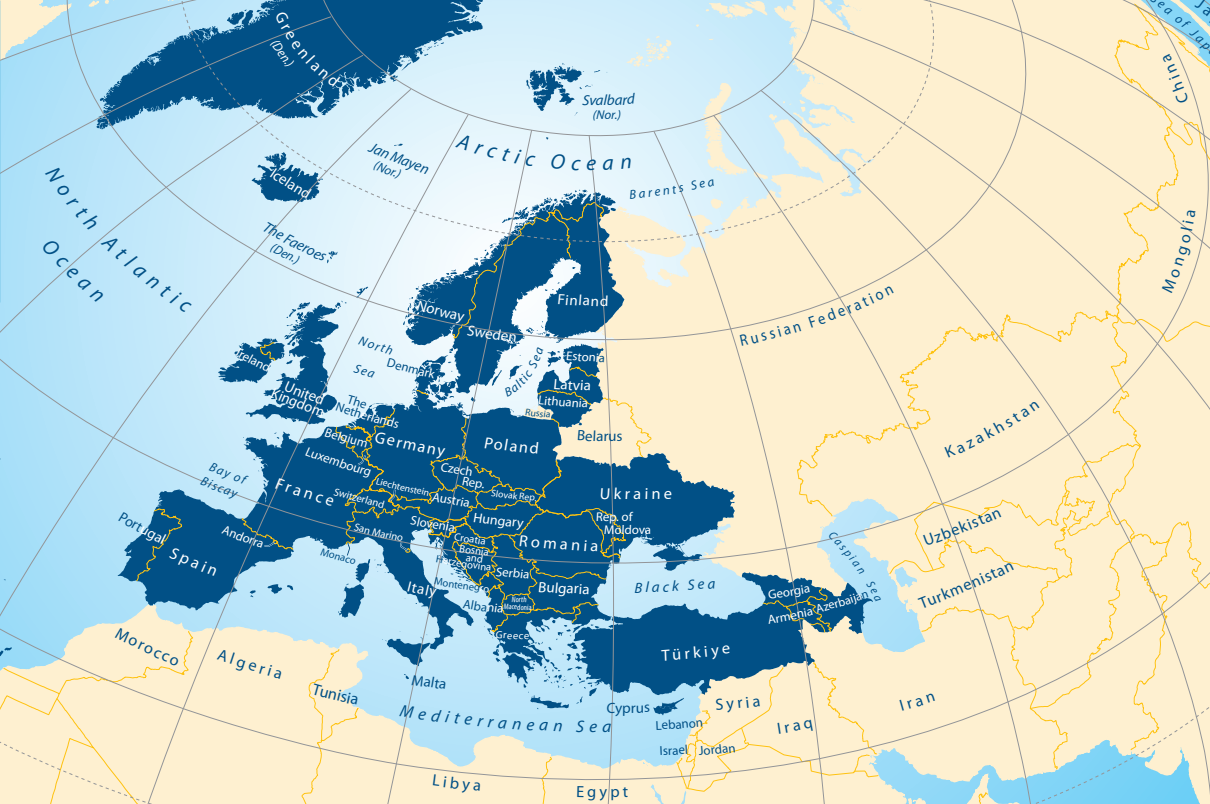 Greenland
(Den.)
Svalbard
(Nor.)
Jan Mayen
(Nor.)
Arctic Ocean
Barents Sea
Iceland
The Faeroes
(Den.)
North Atlantic
Ocean
China
Mongolia
Sea of Jap
Russian Federation
Kazakhstan
Norway
Sweden
Finland
North
Sea
Denmark
Baltic Sea
Estonia
Latvia
Lithuania
Russia
Belarus
Ireland
United
Kingdom
The
Netherlands
Belgium
Luxembourg
Germany
Poland
Czech
Rep.
Slovak Rep.
Ukraine
Bay of
Biscay
France
Switzerland
Liechtenstein
Austria
Slovenia
Hungary
Rep. of
Moldova
Romania
Croatia
Bosnia
and
Herzegovina
Serbia
Montenegro
Albania
North
Macedonia
Bulgaria
Greece
San Marino
Monaco
Italy
Portugal
Spain
Andorra
Black Sea
Georgia
Armenia
Azerbaijan
Caspian Sea
Uzbekistan
Turkmenistan
Türkiye
Morocco
Algeria
Tunisia
Malta
Mediterranean Sea
Cyprus
Lebanon
Syria
Iraq
Iran
Israel
Jordan
Libya
Egypt